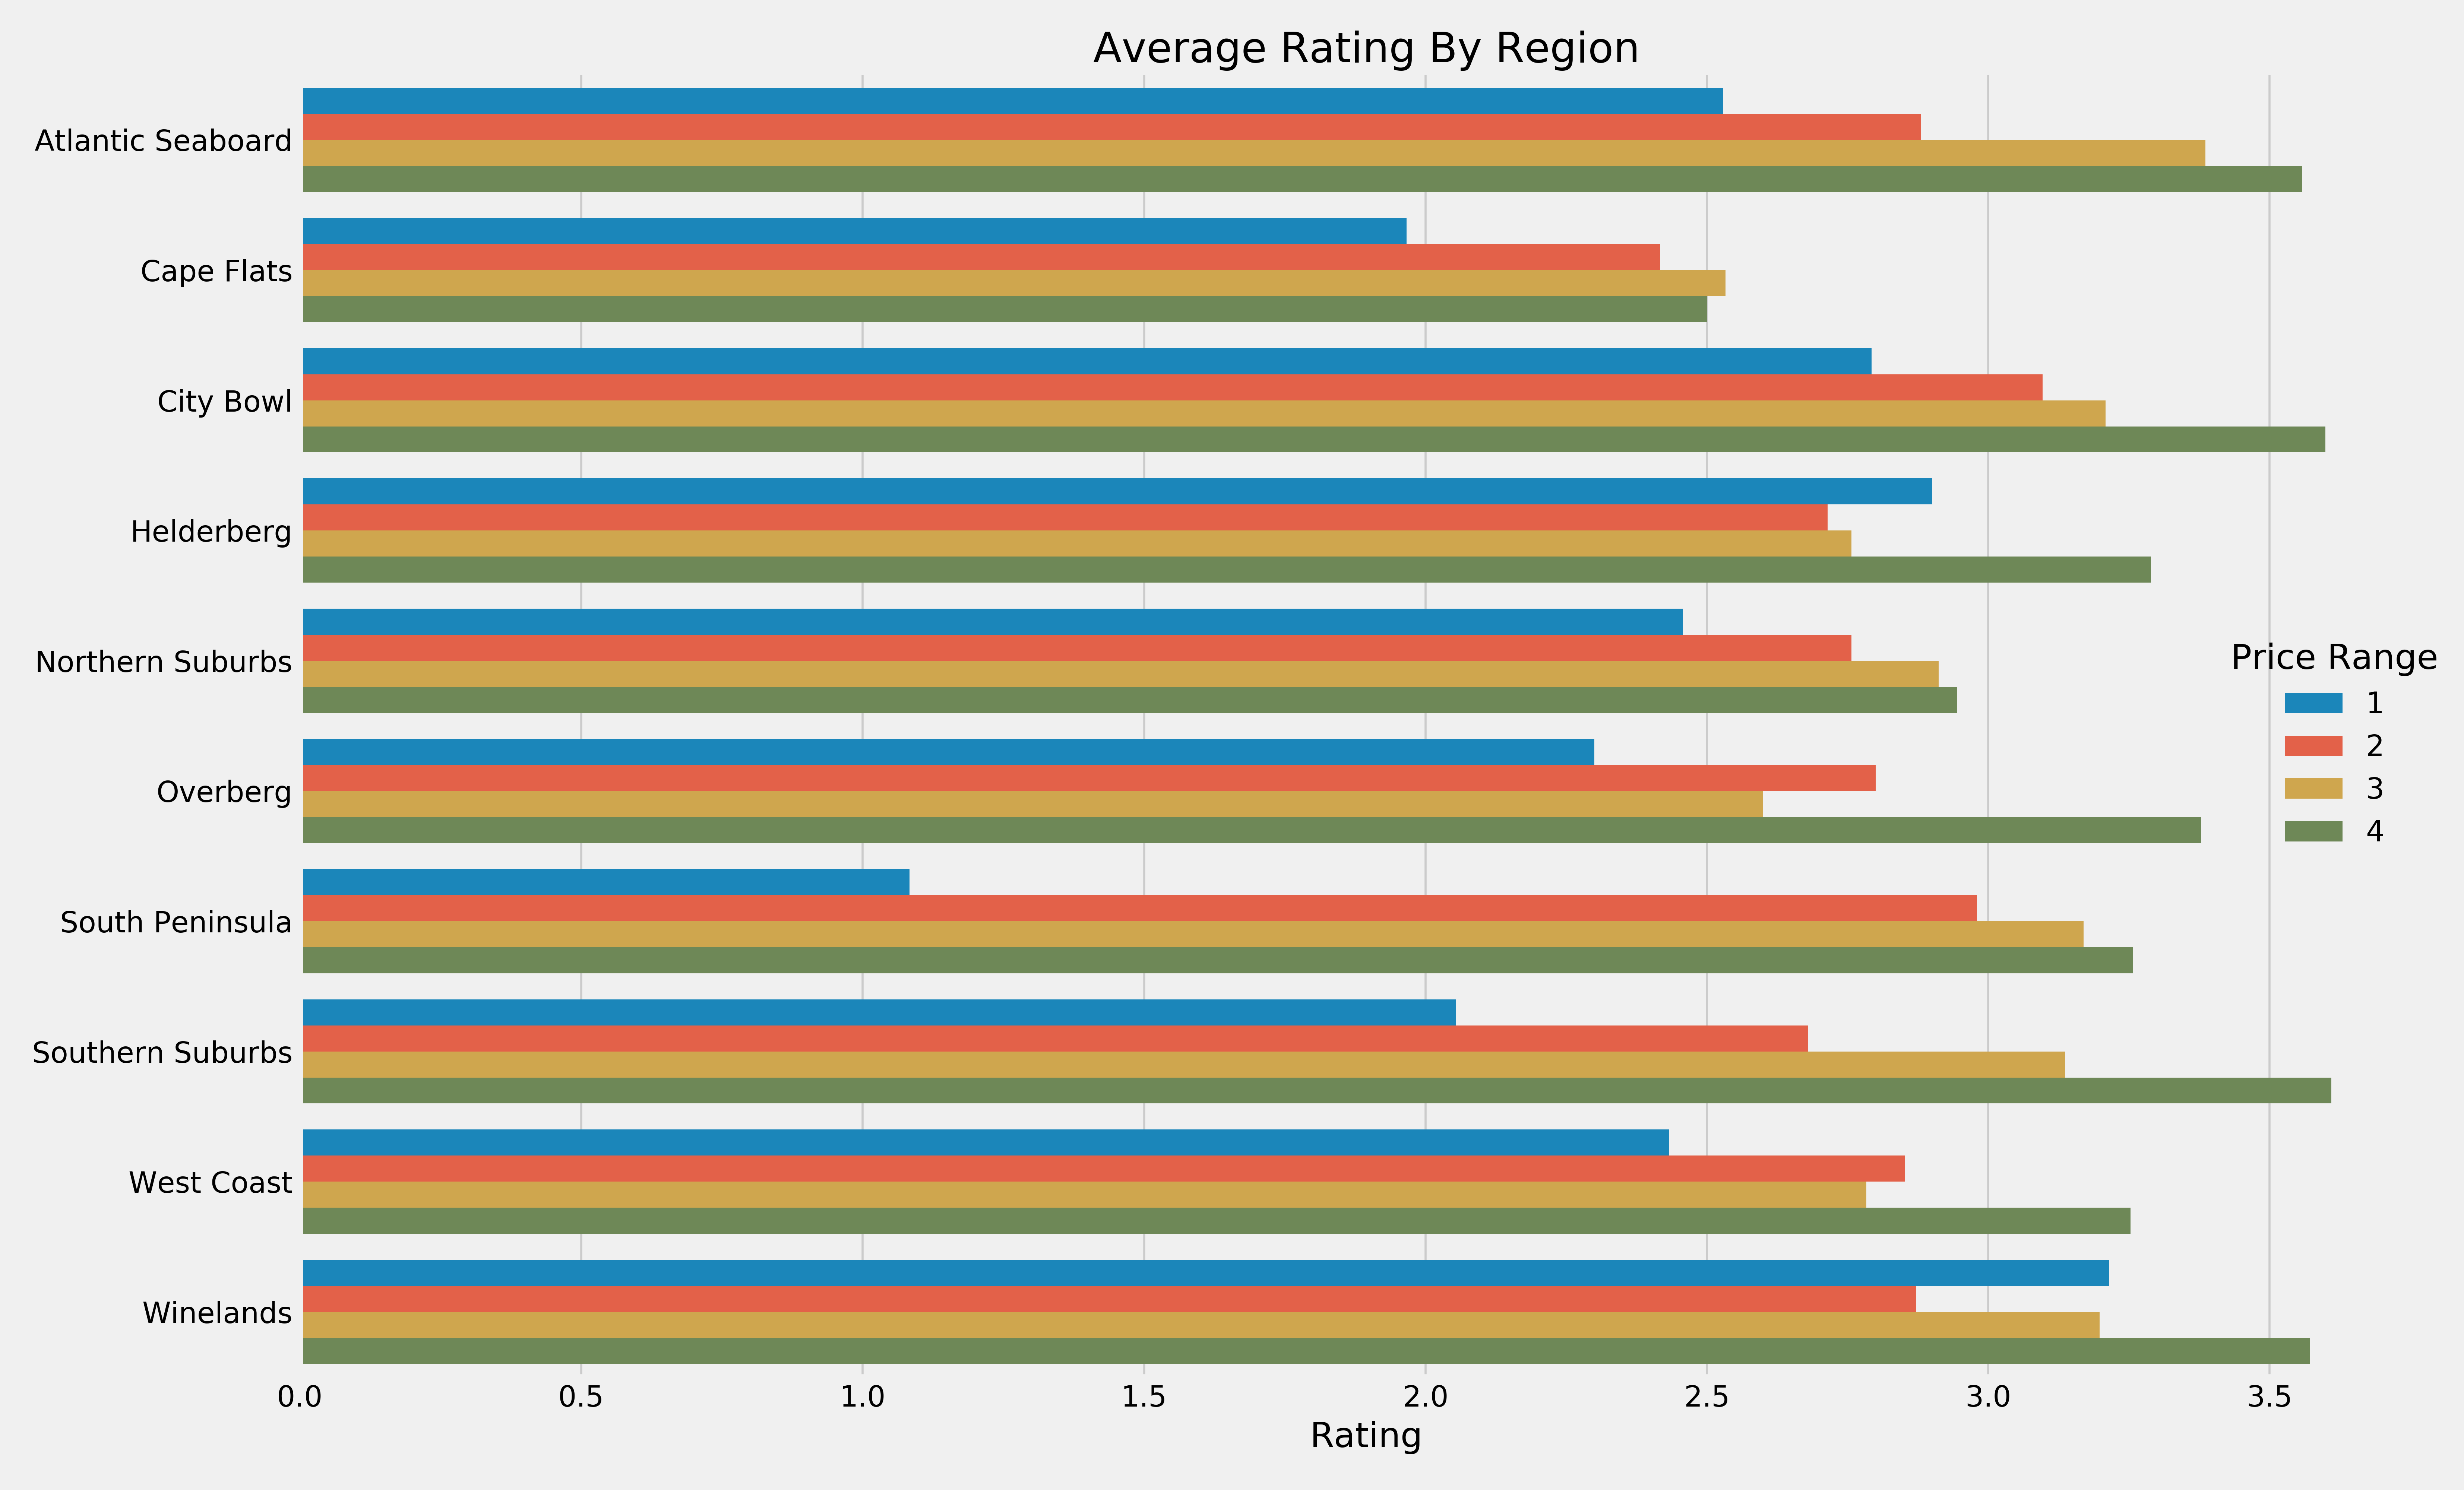 Average Rating By Region
Atlantic Seaboard
Cape Flats
City Bowl
Helderberg
Northern Suburbs
Overberg
South Peninsula
Southern Suburbs
West Coast
Winelands
Price Range
1
2
3
4
0.0 0.5 1.0 1.5 2.0 2.5 3.0 3.5
Rating